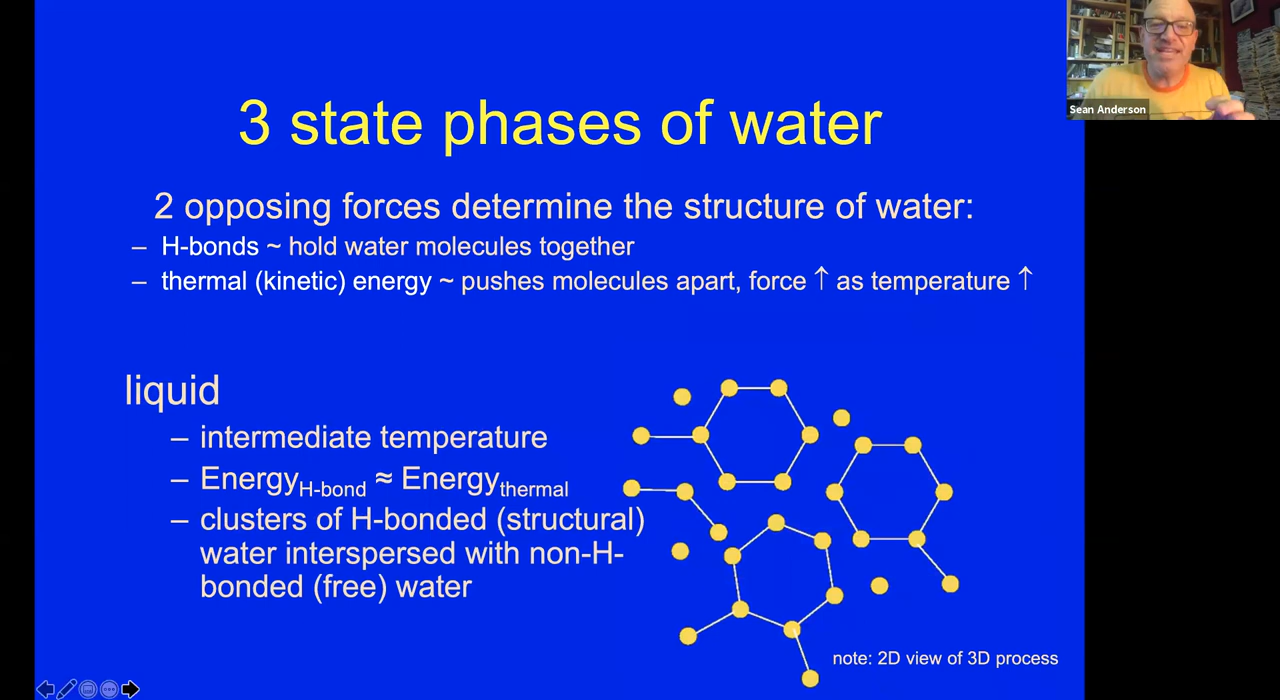 Sean Anderson
3 state phases of water
2 opposing forces determine the structure of water:
– H-bonds ~ hold water molecules together
– thermal (kinetic) energy ~ pushes molecules apart, force ↑ as temperature ↑
liquid
– intermediate temperature
– EnergyH-bond ≈ Energythermal
– clusters of H-bonded (structural)
water interspersed with non-H-
bonded (free) water
note: 2D view of 3D process